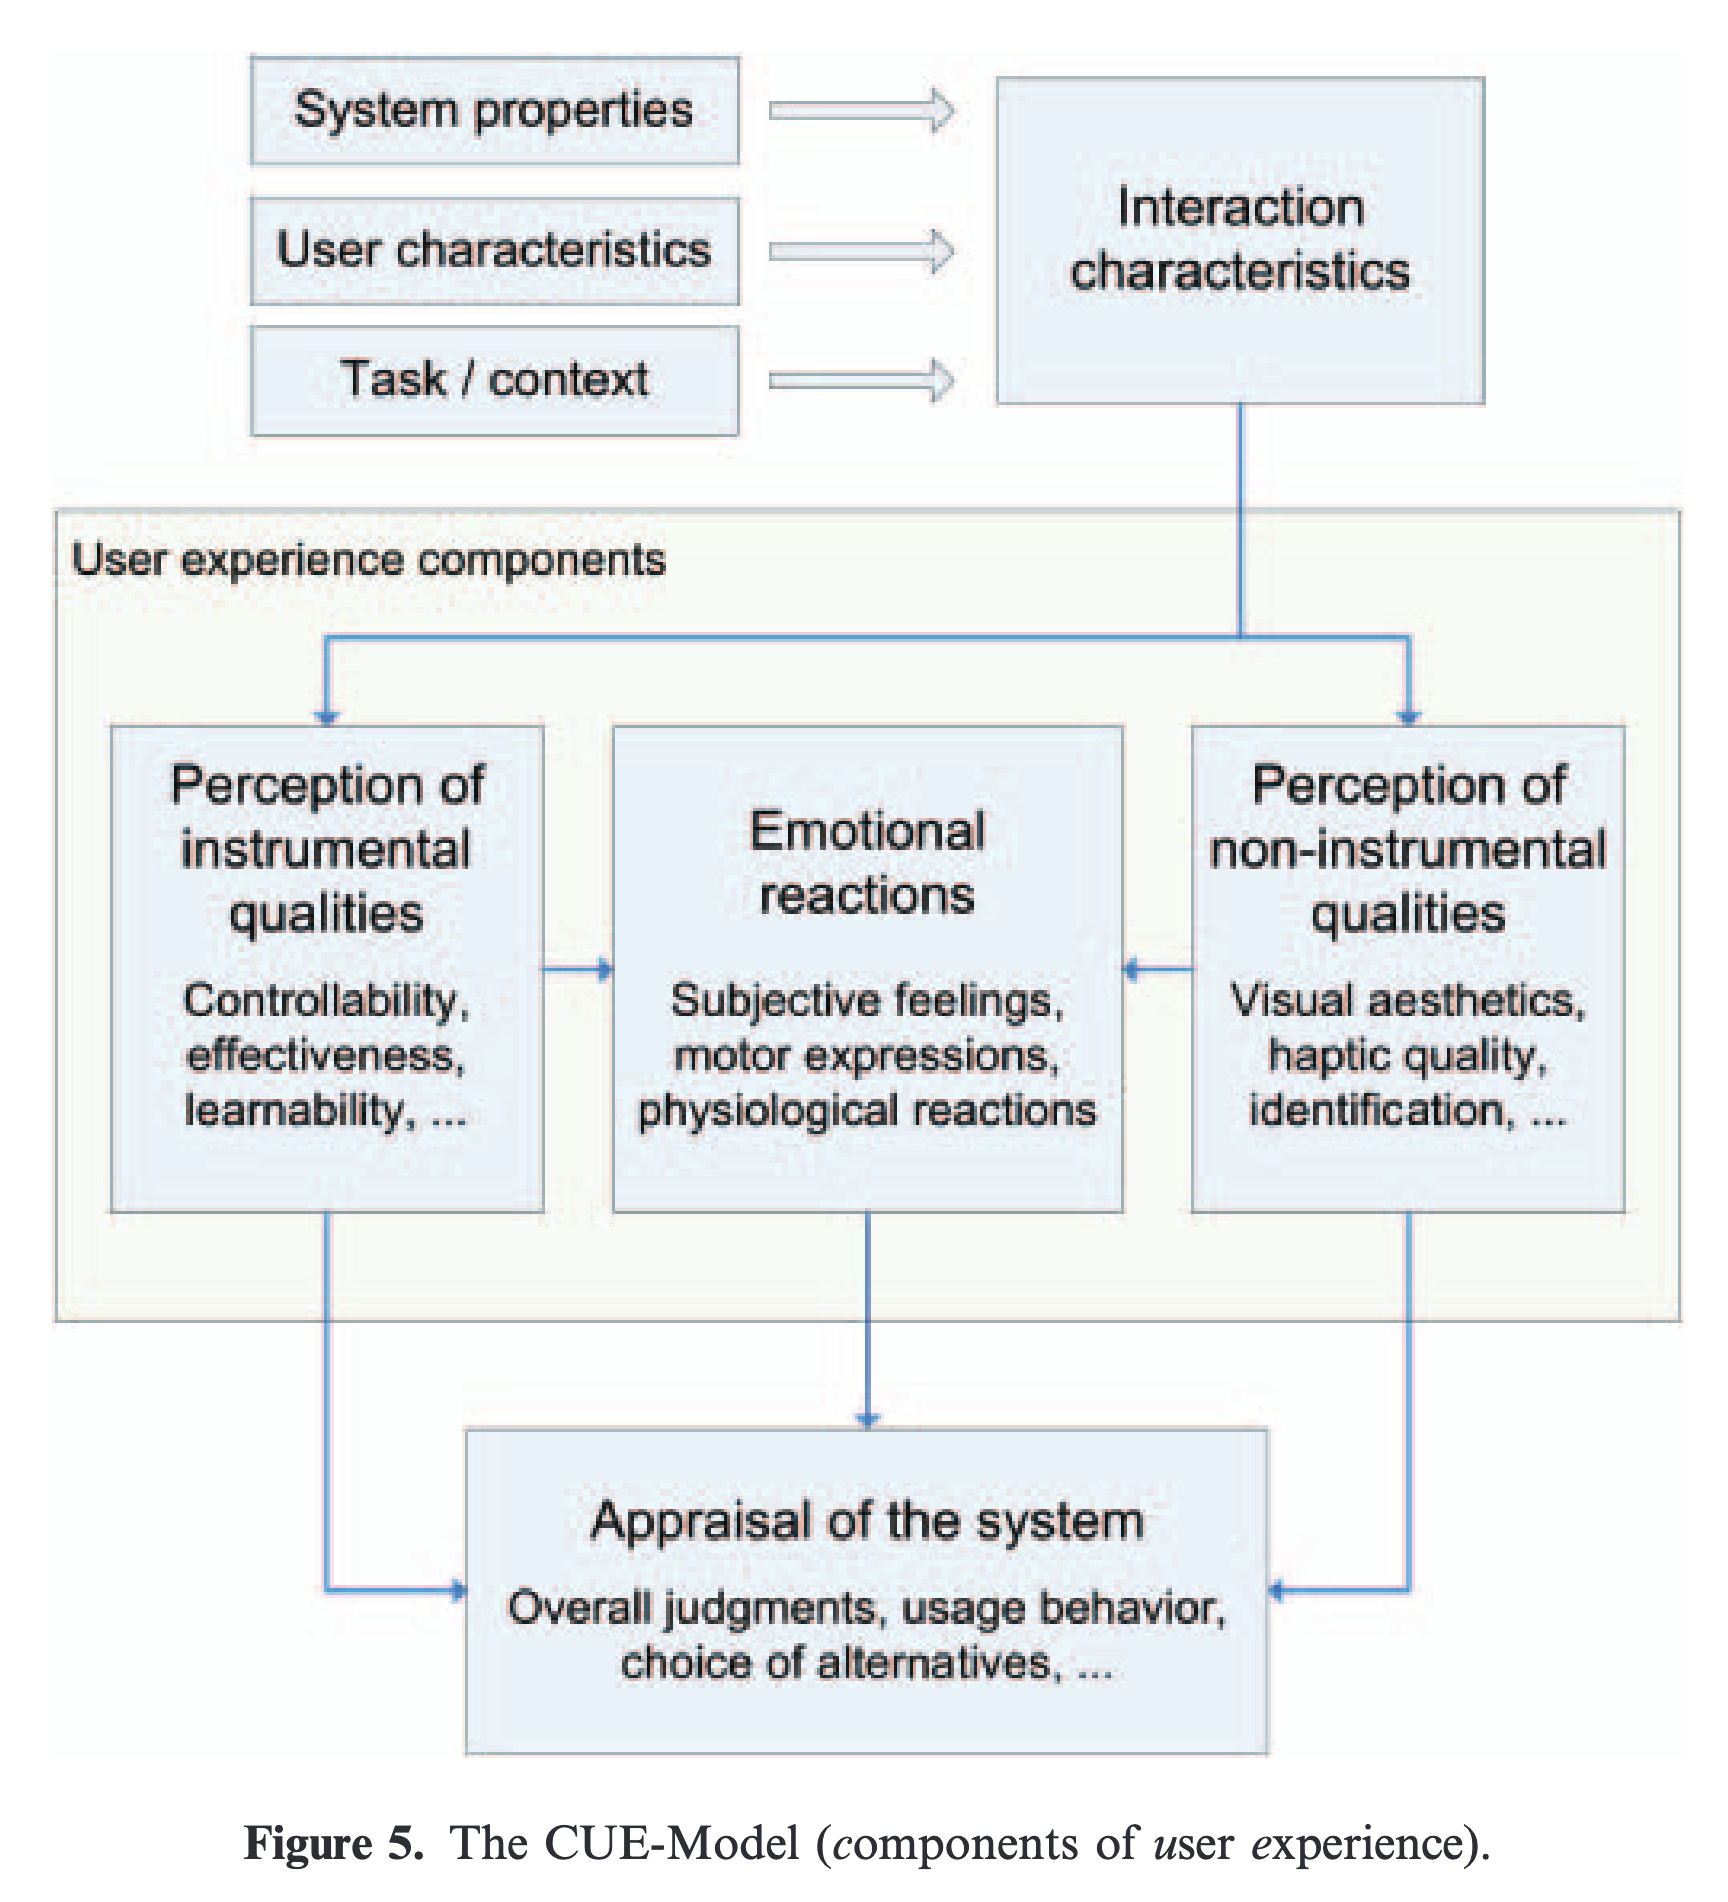 System properties
User characteristics
Task / context
Interaction
characteristics
User experience components
Perception of
instrumental
qualities
Controllability,
effectiveness,
learnability, ...
Emotional
reactions
Subjective feelings,
motor expressions,
physiological reactions
Perception of
non-instrumental
qualities
Visual aesthetics,
haptic quality,
identification, ...
Appraisal of the system
Overall judgments, usage behavior,
choice of alternatives, ...
Figure 5. The CUE-Model (components of user experience).